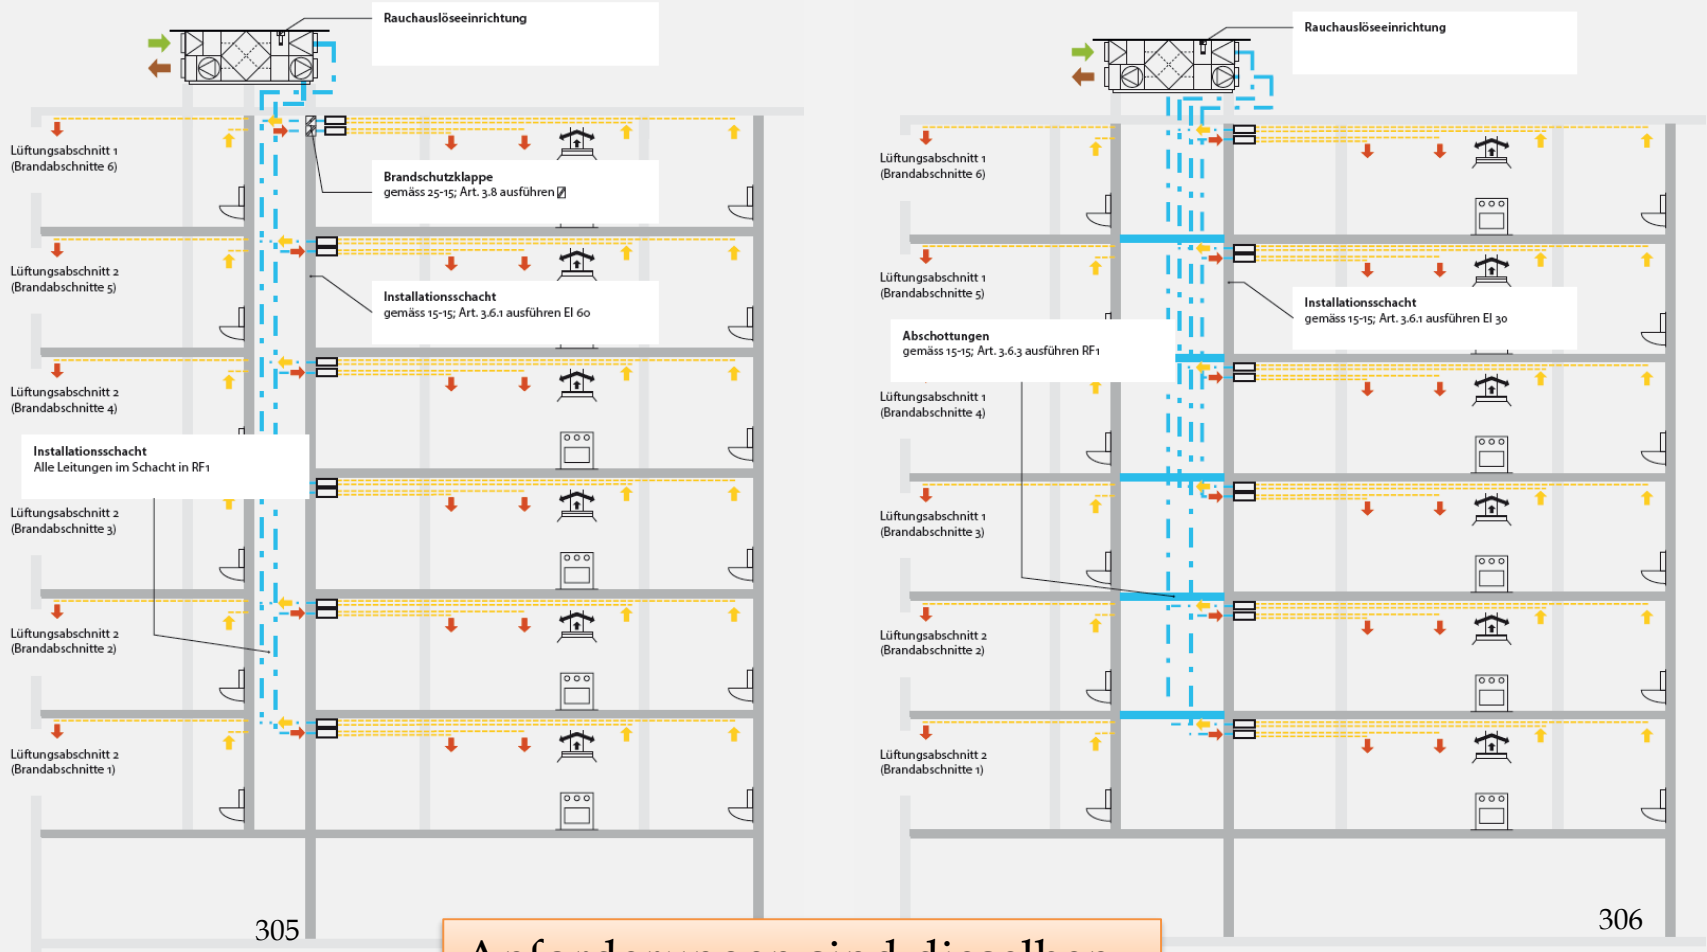 Rauchauslöseeinrichtung
Lüftungsabschnitt 1
(Brandabschnitte 6)
Brandschutzklappe
gemäss 25-15; Art. 3.8 ausführen
Lüftungsabschnitt 2
(Brandabschnitte 5)
Installationsschacht
gemäss 15-15; Art. 3.6.1 ausführen EI 60
Lüftungsabschnitt 2
(Brandabschnitte 4)
Installationsschacht
Alle Leitungen im Schacht in RF1
Lüftungsabschnitt 2
(Brandabschnitte 3)
Lüftungsabschnitt 2
(Brandabschnitte 2)
Lüftungsabschnitt 2
(Brandabschnitte 1)
305
Rauchauslöseeinrichtung
Lüftungsabschnitt 1
(Brandabschnitte 6)
Lüftungsabschnitt 1
(Brandabschnitte 5)
Installationsschacht
gemäss 15-15; Art. 3.6.1 ausführen EI 30
Abschottungen
gemäss 15-15; Art. 3.6.3 ausführen RF1
Lüftungsabschnitt 1
(Brandabschnitte 4)
Lüftungsabschnitt 1
(Brandabschnitte 3)
Lüftungsabschnitt 2
(Brandabschnitte 2)
Lüftungsabschnitt 2
(Brandabschnitte 1)
306
Anforderungen sind dieselben